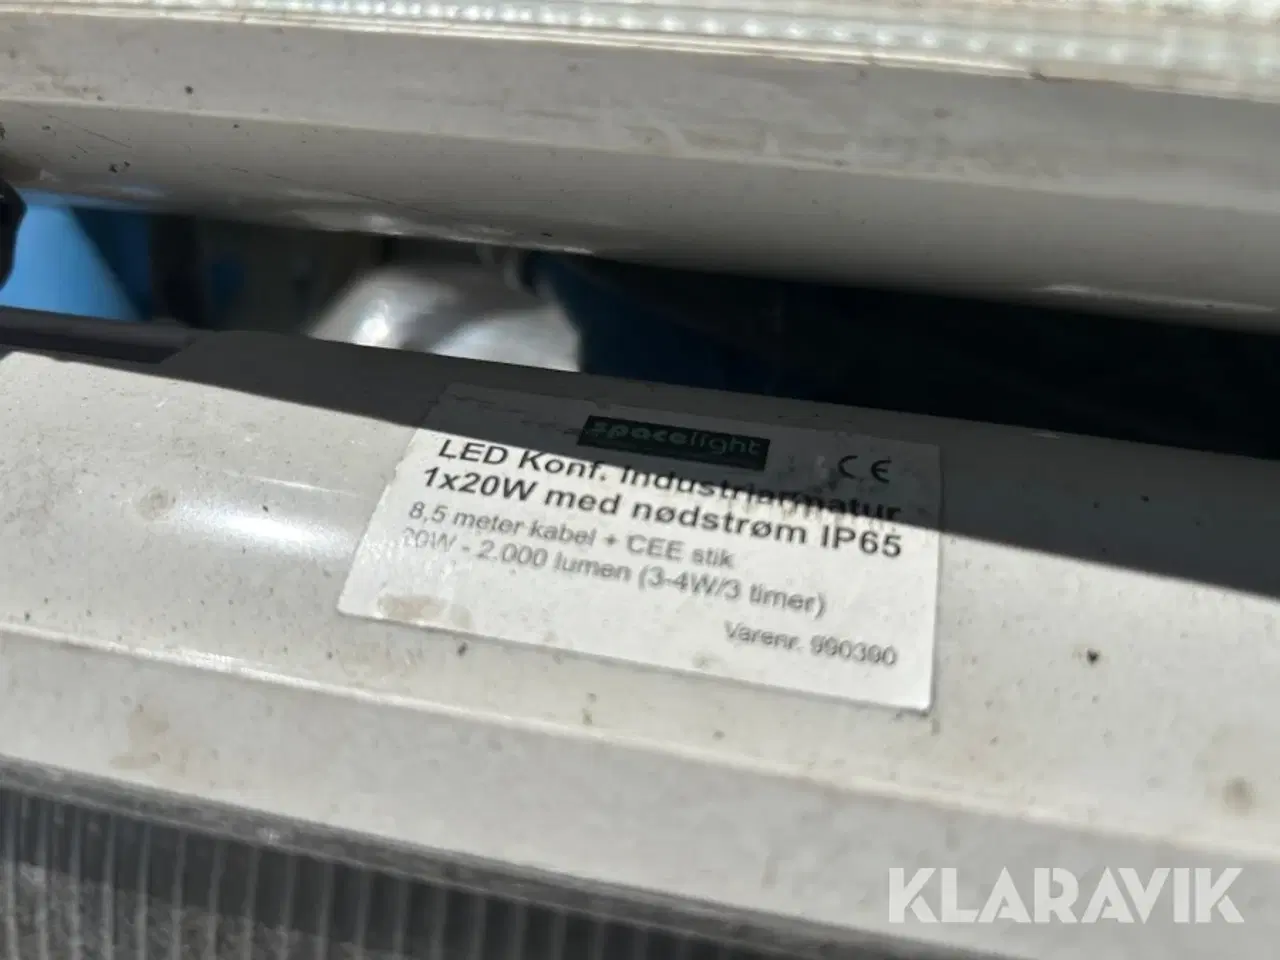 spacelight
CE
LED Konf. Industriarmatur
1x20W med nødstrøm IP65
8,5 meter kabel + CEE stik
20W - 2.000 lumen (3-4W/3 timer)
Varenr. 990390
KLARAVIK